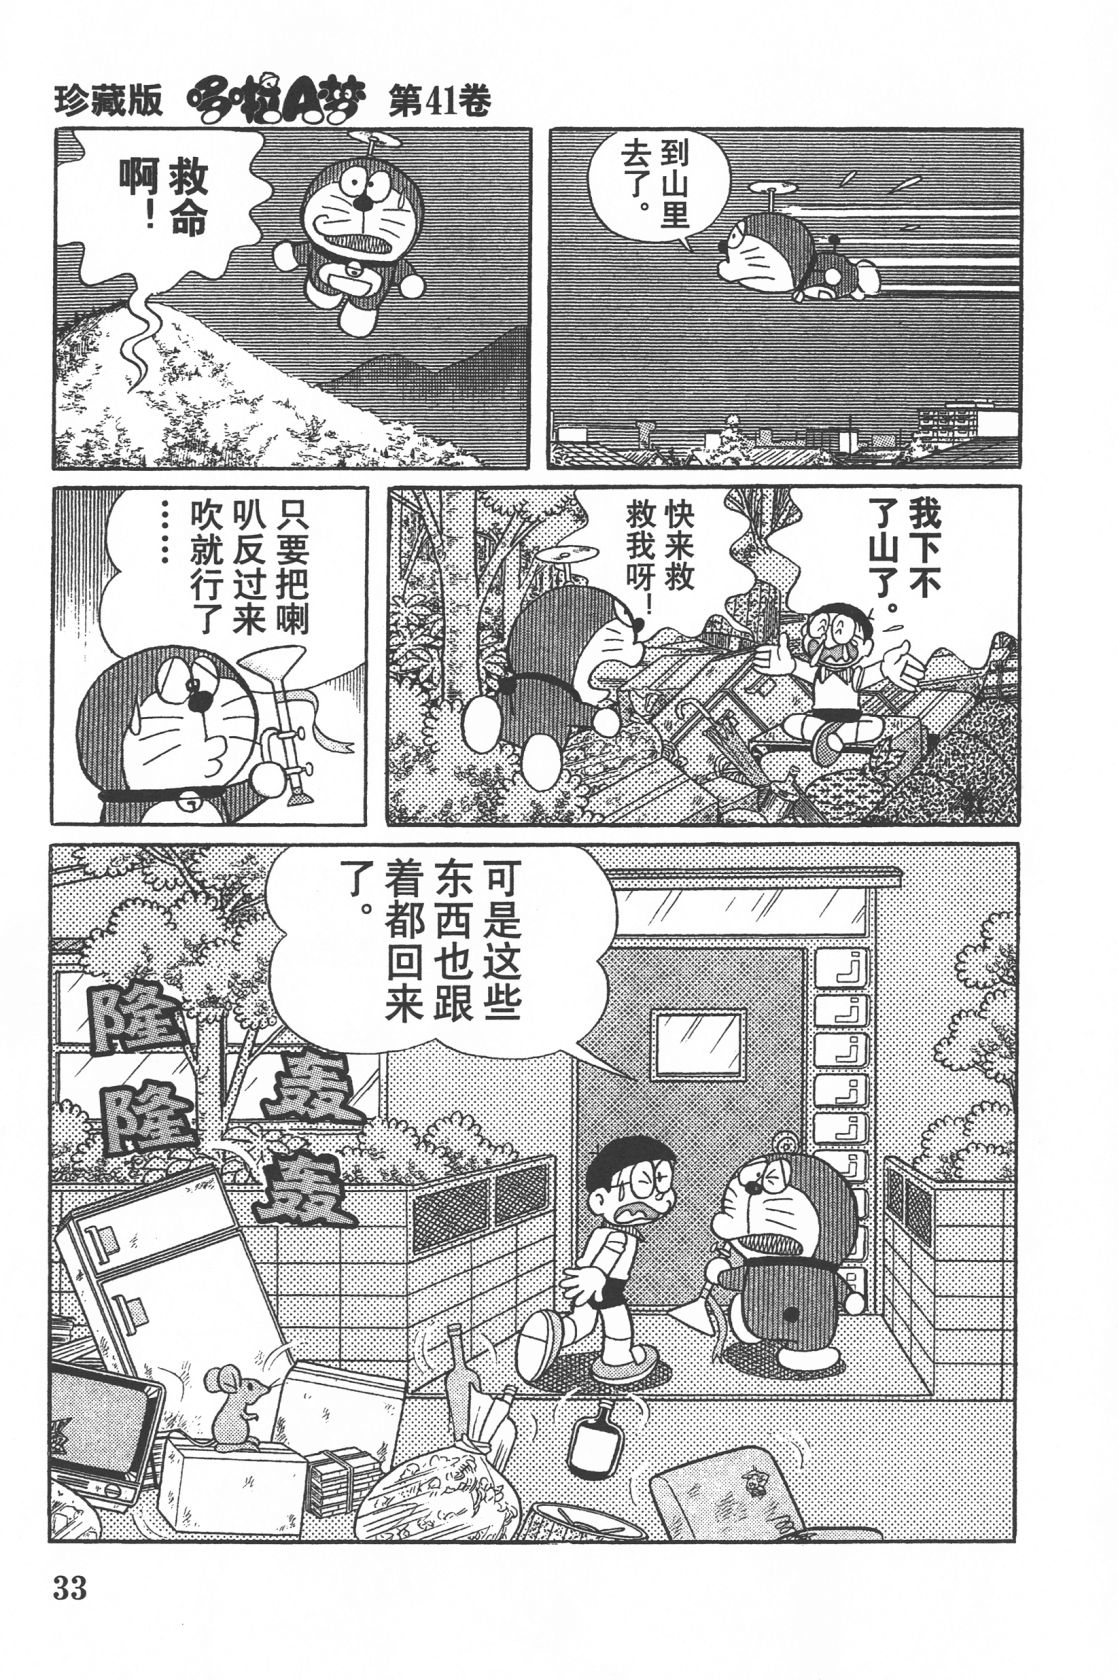 珍藏版 哆啦A梦 第41卷
到山里
去了。
救命
啊！
我下不
了山了。
快来救
救我呀！
只要把喇
叭反过来
吹就行了
……
可是这些
东西也跟
着都回来
了。
轰
轰
隆
隆
33